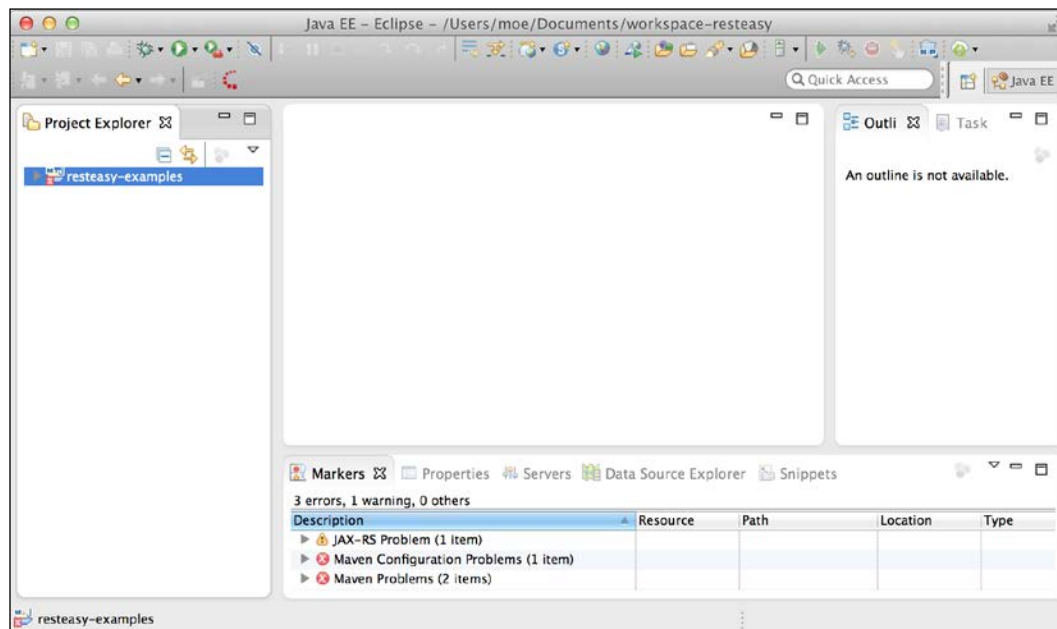 Java EE – Eclipse – /Users/moe/Documents/workspace-resteasy
Quick Access
Java EE
Project Explorer
resteasy-examples
Outli
Task
An outline is not available.
Markers
Properties
Servers
Data Source Explorer
Snippets
3 errors, 1 warning, 0 others
Description Resource Path Location Type
JAX-RS Problem (1 item)
Maven Configuration Problems (1 item)
Maven Problems (2 items)
resteasy-examples